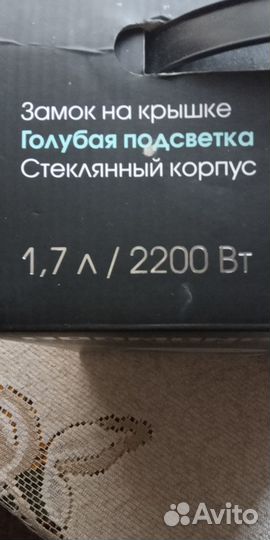 Замок на крышке
Голубая подсветка
Стеклянный корпус
1,7 л / 2200 Вт
Avito